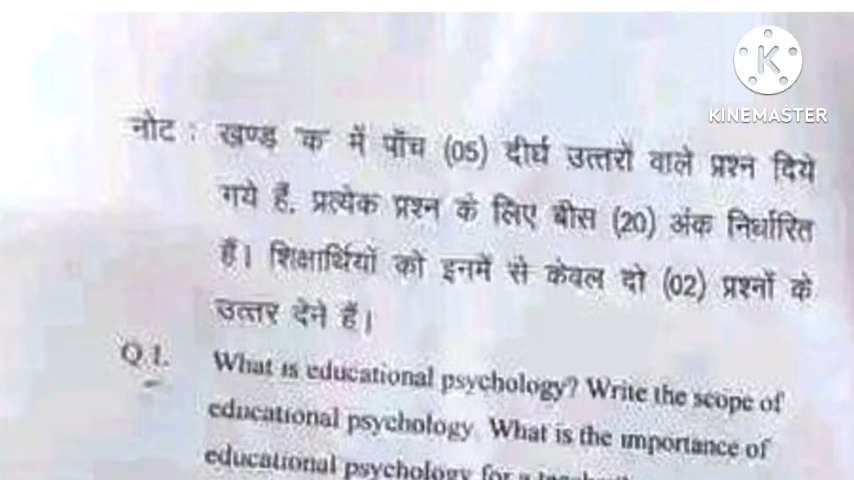 KINEMASTER
नोट : खण्ड 'क' में पाँच (05) दीर्घ उत्तरों वाले प्रश्न दिये
गये हैं, प्रत्येक प्रश्न के लिए बीस (20) अंक निर्धारित
हैं। शिक्षार्थियों को इनमें से केवल दो (02) प्रश्नों के
उत्तर देने हैं।
Q.1. What is educational psychology? Write the scope of
educational psychology. What is the importance of
educational psychology for a